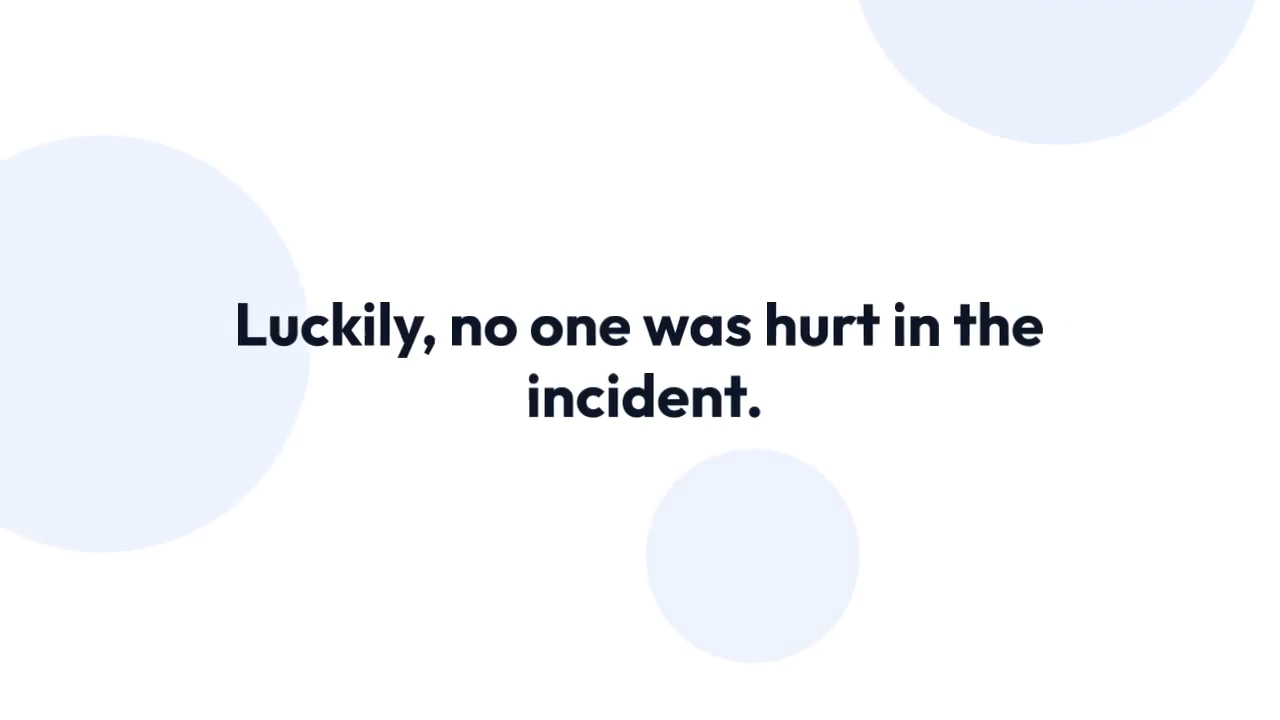 Luckily, no one was hurt in the
incident.